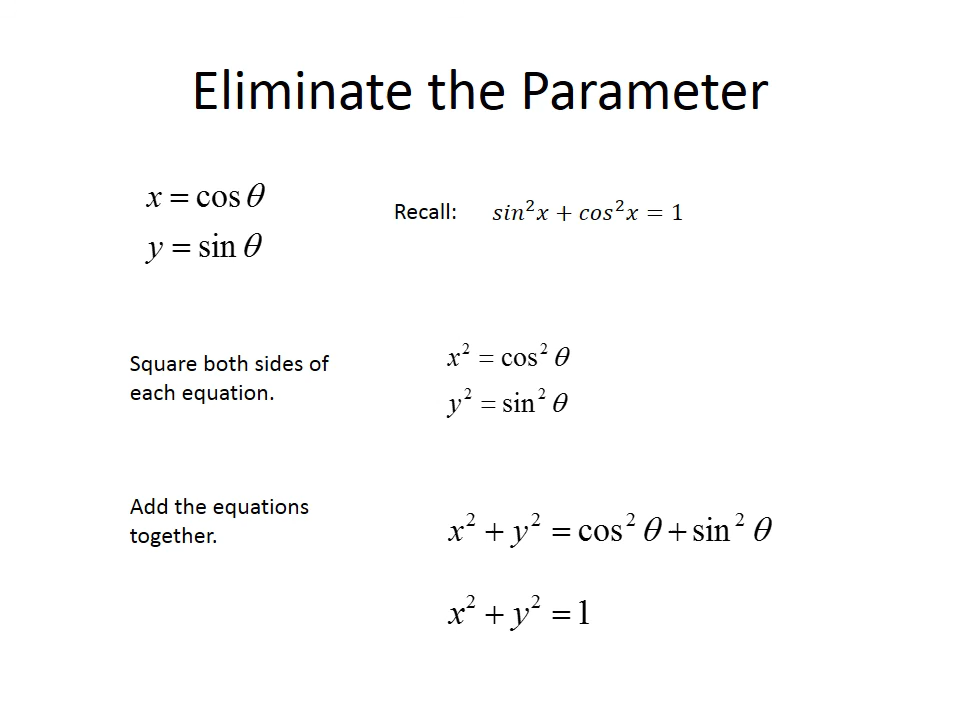 Eliminate the Parameter
x = cos θ
y = sin θ
Recall: sin²x + cos²x = 1
Square both sides of
each equation.
x² = cos² θ
y² = sin² θ
Add the equations
together.
x² + y² = cos² θ + sin² θ
x² + y² = 1